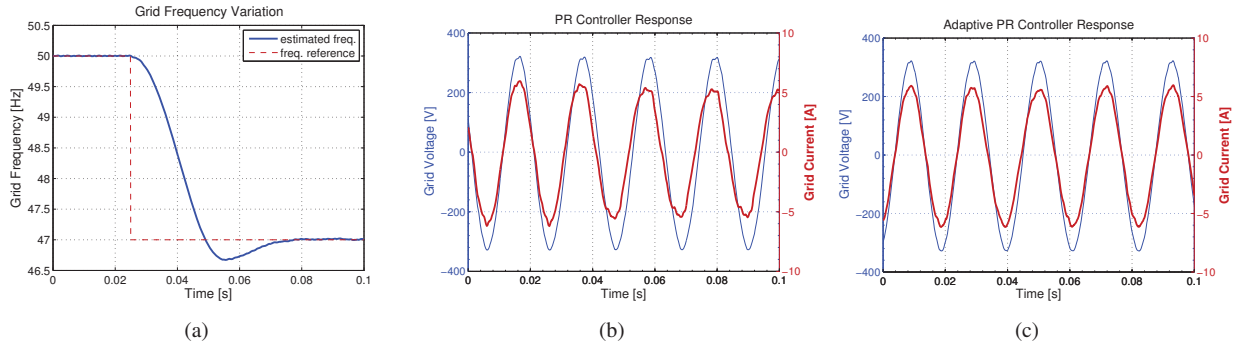 Grid Frequency Variation
50.5
50
49.5
49
48.5
48
47.5
47
46.5
Grid Frequency [Hz]
estimated freq.
freq. reference
0 0.02 0.04 0.06 0.08 0.1
Time [s]
(a)
PR Controller Response
400
200
0
−200
−400
Grid Voltage [V]
10
5
0
−5
−10
Grid Current [A]
0 0.02 0.04 0.06 0.08 0.1
Time [s]
(b)
Adaptive PR Controller Response
400
200
0
−200
−400
Grid Voltage [V]
10
5
0
−5
−10
Grid Current [A]
0 0.02 0.04 0.06 0.08 0.1
Time [s]
(c)